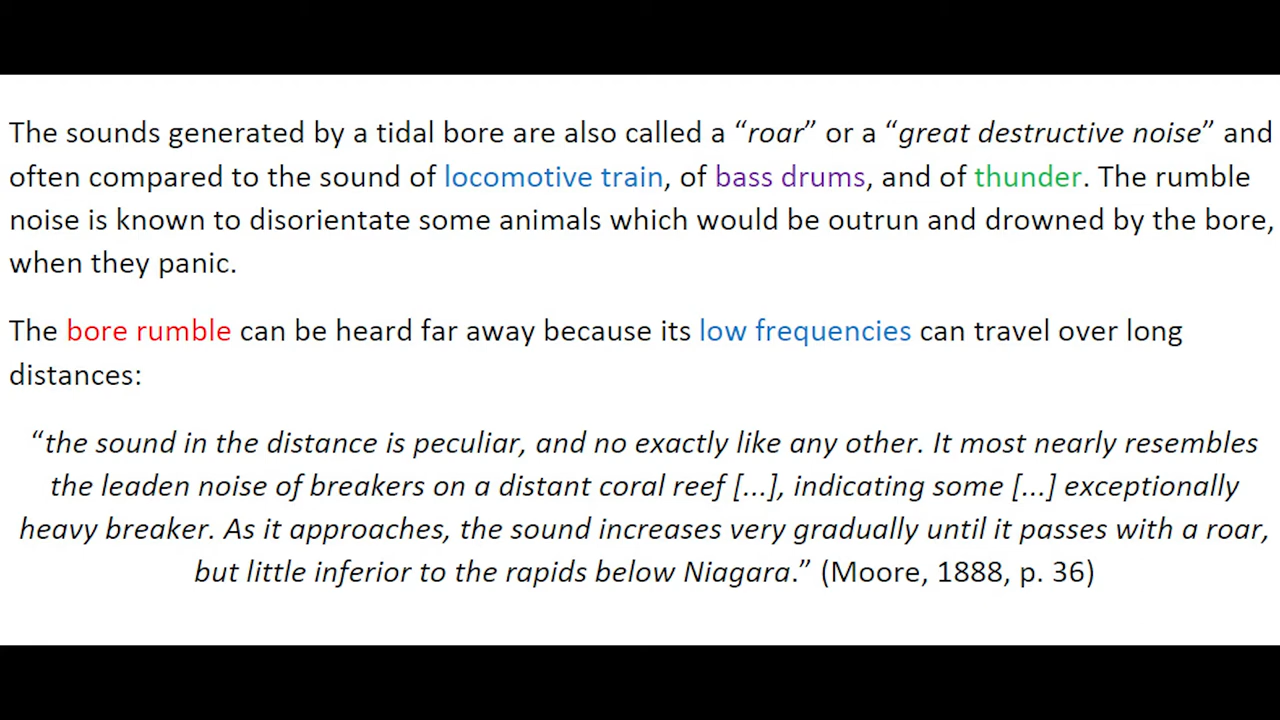 The sounds generated by a tidal bore are also called a “roar” or a “great destructive noise” and
often compared to the sound of locomotive train, of bass drums, and of thunder. The rumble
noise is known to disorientate some animals which would be outrun and drowned by the bore,
when they panic.
The bore rumble can be heard far away because its low frequencies can travel over long
distances:
“the sound in the distance is peculiar, and no exactly like any other. It most nearly resembles
the leaden noise of breakers on a distant coral reef [...], indicating some [...] exceptionally
heavy breaker. As it approaches, the sound increases very gradually until it passes with a roar,
but little inferior to the rapids below Niagara.” (Moore, 1888, p. 36)